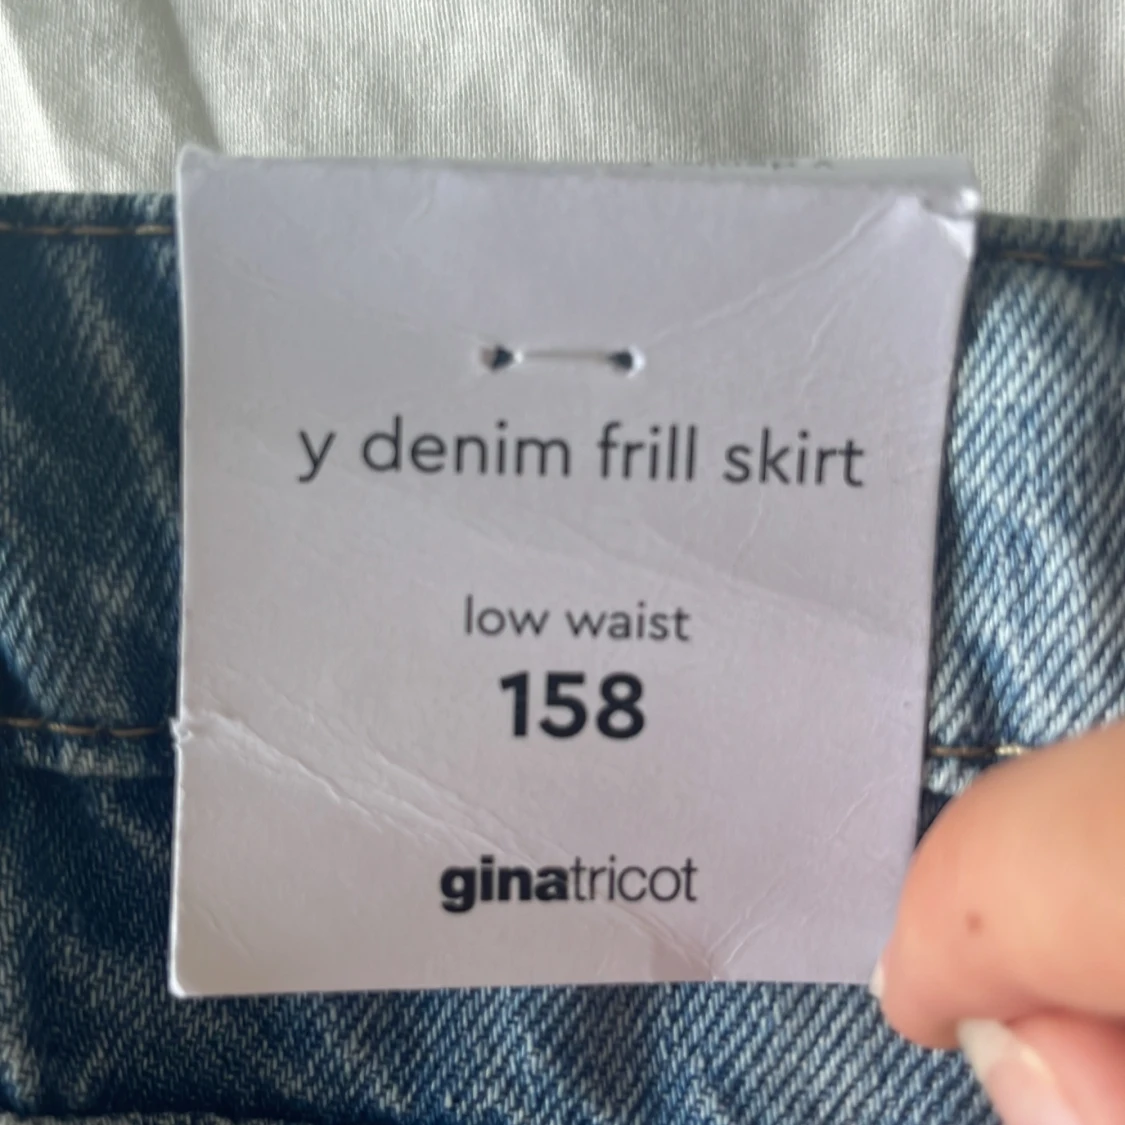 y denim frill skirt
low waist
158
ginatricot